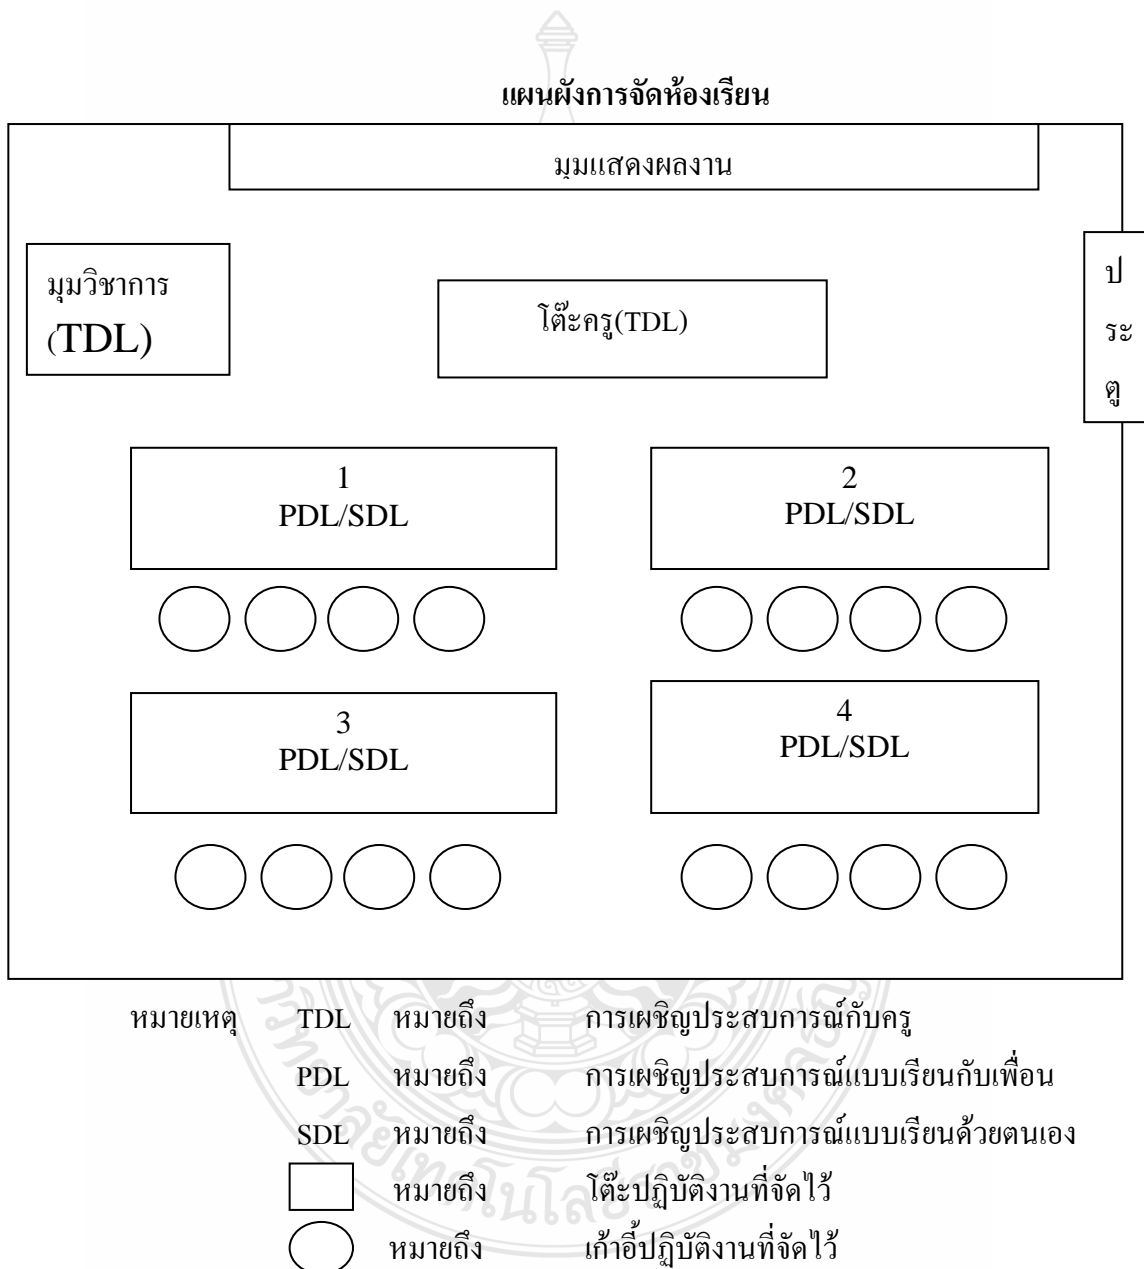 แผนผังการจัดห้องเรียน
มุมแสดงผลงาน
มุมวิชาการ
(TDL)
โต๊ะครู(TDL)
ป
ระ
ตู
1
PDL/SDL
2
PDL/SDL
3
PDL/SDL
4
PDL/SDL
หมายเหตุ TDL หมายถึง การเผชิญประสบการณ์กับครู
PDL หมายถึง การเผชิญประสบการณ์แบบเรียนกับเพื่อน
SDL หมายถึง การเผชิญประสบการณ์แบบเรียนด้วยตนเอง
หมายถึง โต๊ะปฏิบัติงานที่จัดไว้
หมายถึง เก้าอี้ปฏิบัติงานที่จัดไว้